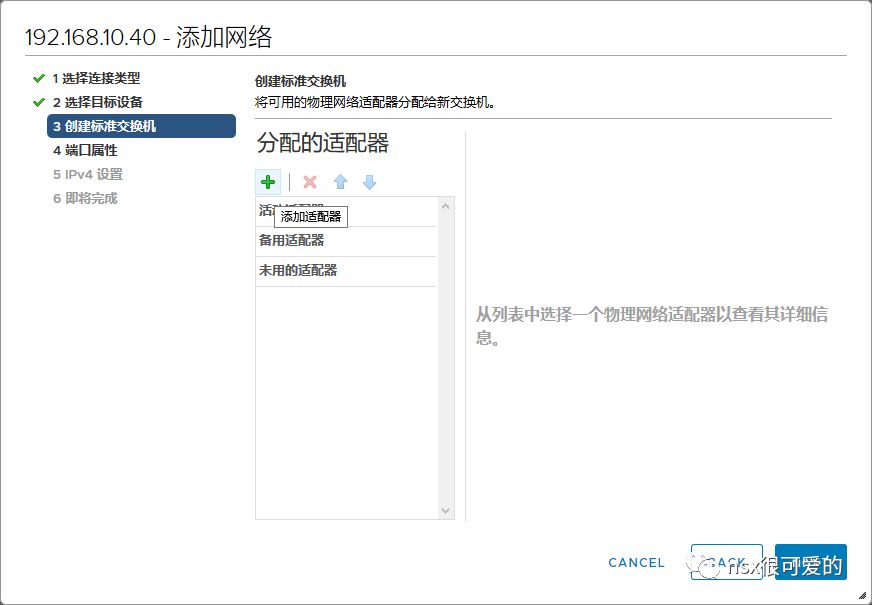 192.168.10.40 - 添加网络
1 选择连接类型
2 选择目标设备
3 创建标准交换机
4 端口属性
5 IPv4 设置
6 即将完成
创建标准交换机
将可用的物理网络适配器分配给新交换机。
分配的适配器
添加适配器
备用适配器
未用的适配器
从列表中选择一个物理网络适配器以查看其详细信
息。
CANCEL
BACK
nsx很可爱的